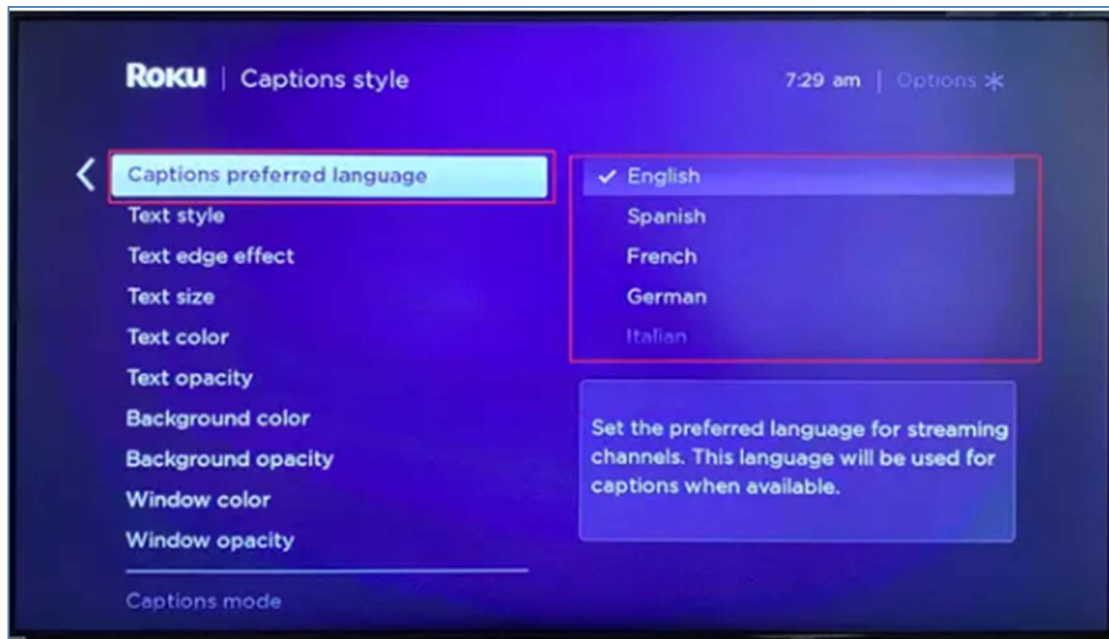 Roku | Captions style
7:29 am | Options *
Captions preferred language
Text style
Text edge effect
Text size
Text color
Text opacity
Background color
Background opacity
Window color
Window opacity
Captions mode
✓ English
Spanish
French
German
Italian
Set the preferred language for streaming
channels. This language will be used for
captions when available.